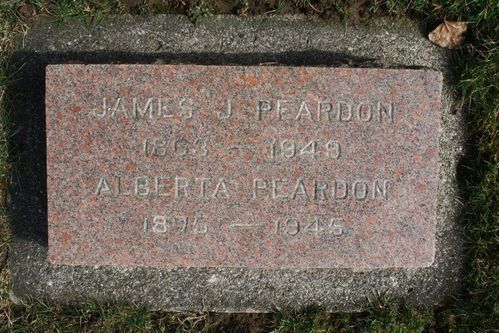 JAMES J PEARDON
1863 — 1949
ALBERTA PEARDON
1875 — 1945